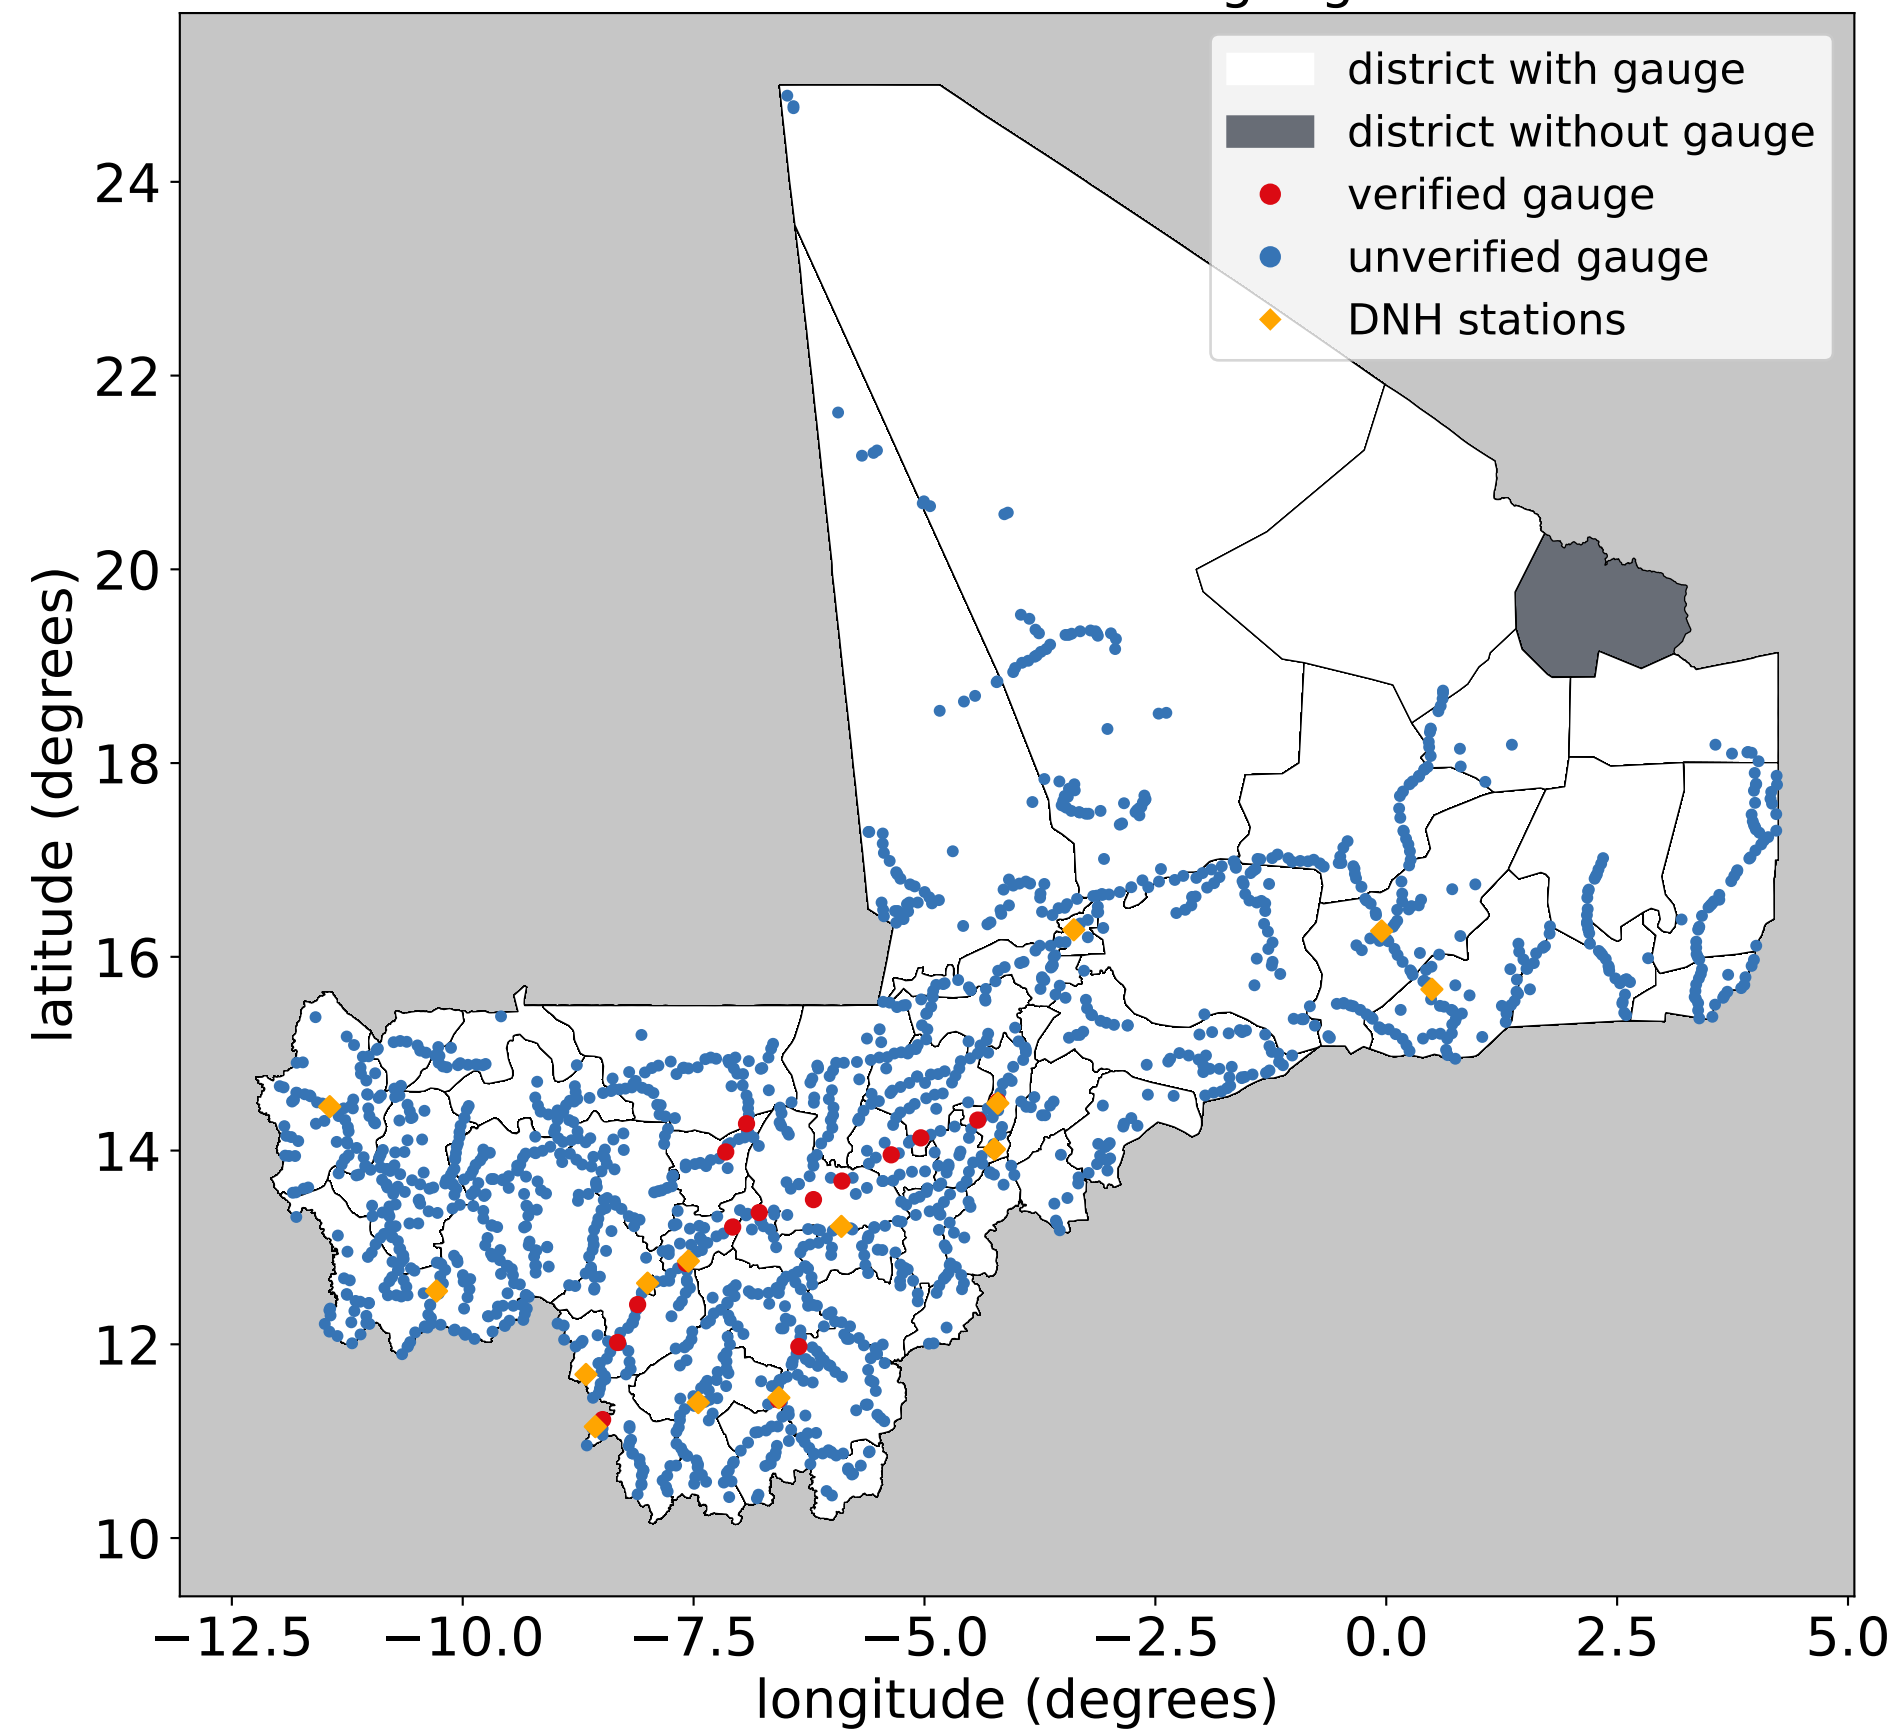 district with gauge
district without gauge
verified gauge
unverified gauge
DNH stations
24
22
20
18
16
14
12
10
latitude (degrees)
−12.5 −10.0 −7.5 −5.0 −2.5 0.0 2.5 5.0
longitude (degrees)